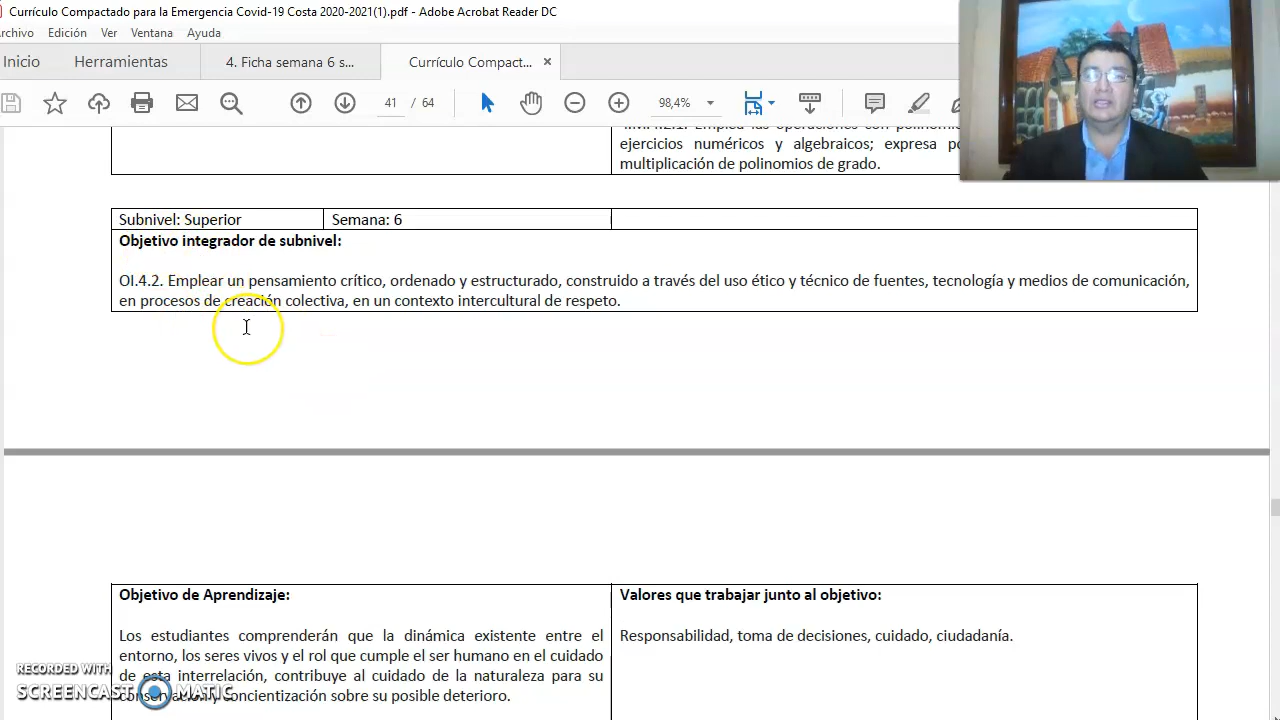 Currículo Compactado para la Emergencia Covid-19 Costa 2020-2021(1).pdf - Adobe Acrobat Reader DC
Archivo Edición Ver Ventana Ayuda
Inicio Herramientas 4. Ficha semana 6 s... Currículo Compact... ×
41 / 64 98,4%
ejercicios numéricos y algebraicos; expresa
multiplicación de polinomios de grado.
Subnivel: Superior Semana: 6
Objetivo integrador de subnivel:
OI.4.2. Emplear un pensamiento crítico, ordenado y estructurado, construido a través del uso ético y técnico de fuentes, tecnología y medios de comunicación,
en procesos de creación colectiva, en un contexto intercultural de respeto.
Objetivo de Aprendizaje:
Los estudiantes comprenderán que la dinámica existente entre el
entorno, los seres vivos y el rol que cumple el ser humano en el cuidado
de esta interrelación, contribuye al cuidado de la naturaleza para su
conservación y concientización sobre su posible deterioro.
Valores que trabajar junto al objetivo:
Responsabilidad, toma de decisiones, cuidado, ciudadanía.
RECORDED WITH
SCREENCAST MATIC